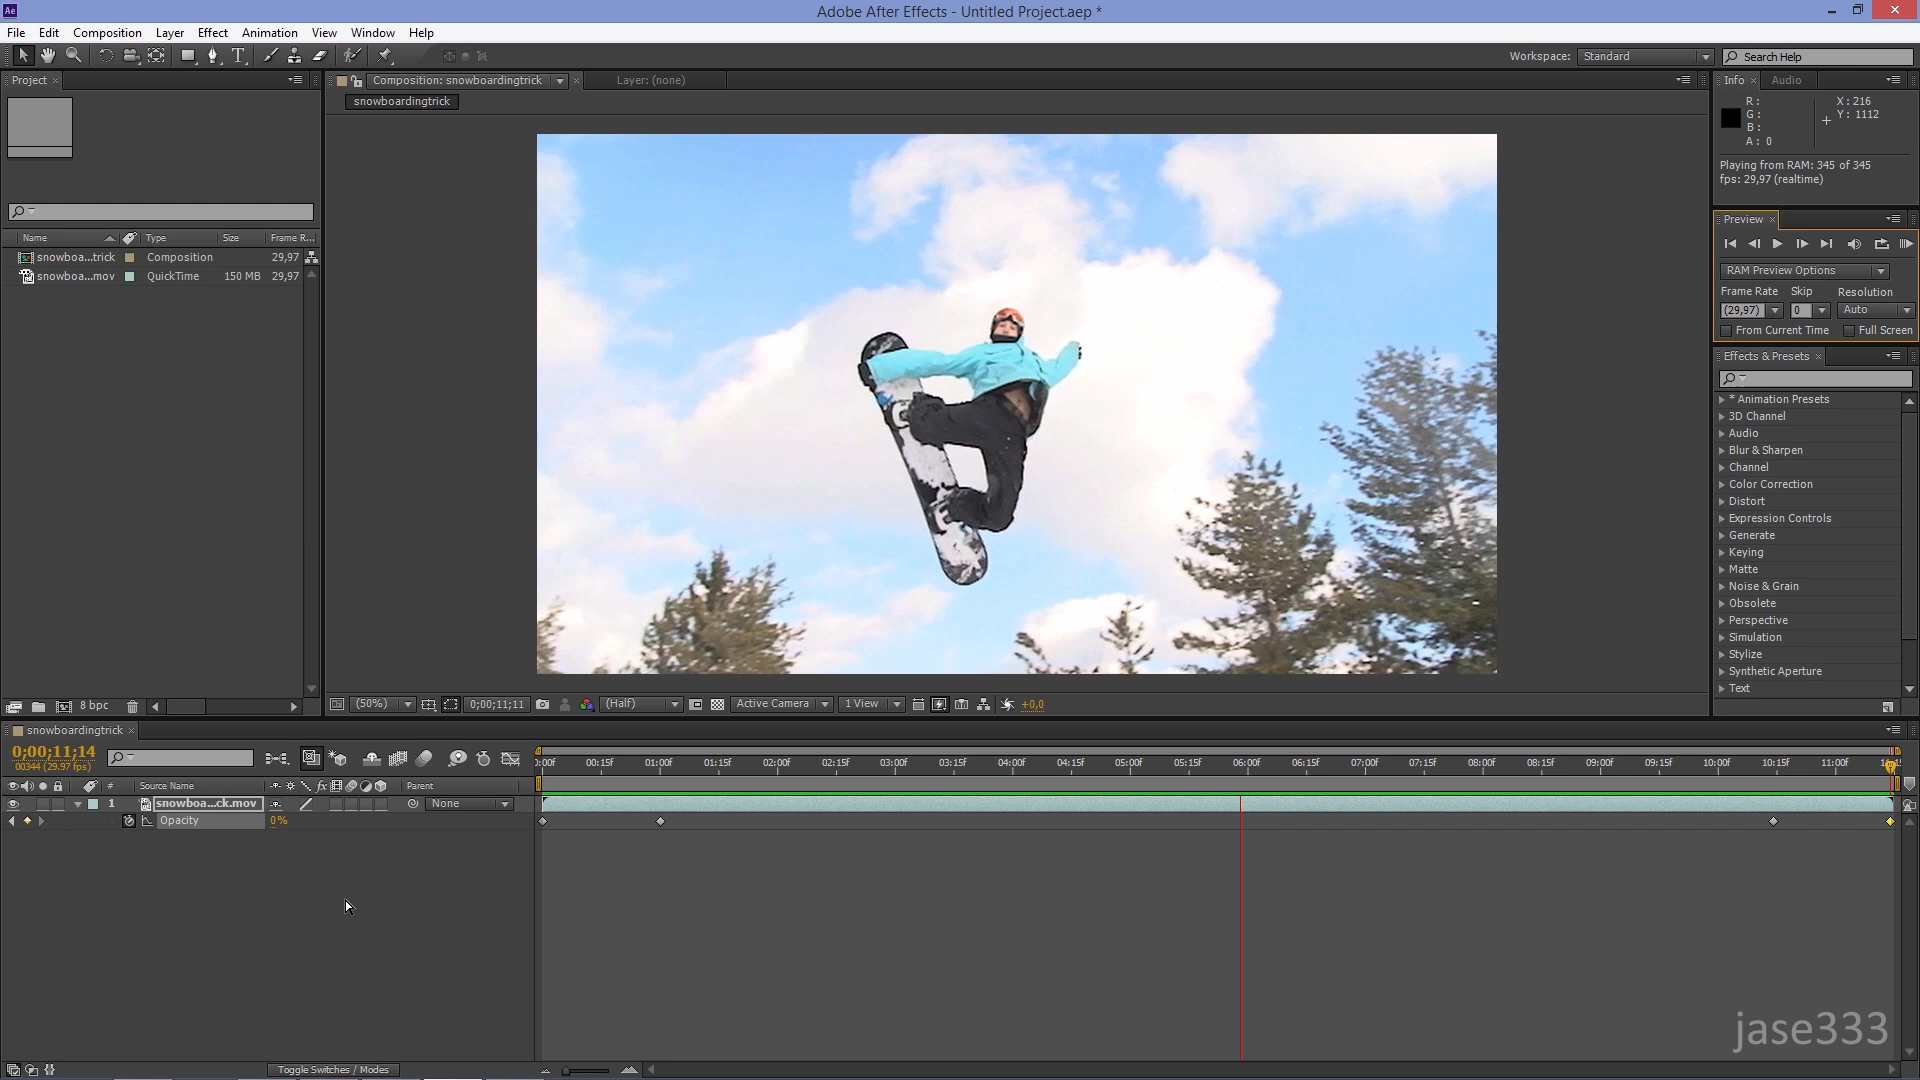 Ae
Adobe After Effects - Untitled Project.aep *
File Edit Composition Layer Effect Animation View Window Help
T
Workspace: Standard Search Help
Project
Composition: snowboardingtrick
Layer: (none)
snowboardingtrick
Info Audio
R :
G :
B :
A : 0
X : 216
Y : 1112
Playing from RAM: 345 of 345
fps: 29,97 (realtime)
Preview
RAM Preview Options
Frame Rate Skip Resolution
(29,97) 0 Auto
From Current Time Full Screen
Name Type Size Frame R...
snowboa...trick Composition 29,97
snowboa...mov QuickTime 150 MB 29,97
Effects & Presets
* Animation Presets
3D Channel
Audio
Blur & Sharpen
Channel
Color Correction
Distort
Expression Controls
Generate
Keying
Matte
Noise & Grain
Obsolete
Perspective
Simulation
Stylize
Synthetic Aperture
Text
8 bpc
(50%) 0;00;11;11 (Half) Active Camera 1 View +0,0
snowboardingtrick
0;00;11;14
00344 (29.97 fps)
00:15f 01:00f 01:15f 02:00f 02:15f 03:00f 03:15f 04:00f 04:15f 05:00f 05:15f 06:00f 06:15f 07:00f 07:15f 08:00f 08:15f 09:00f 09:15f 10:00f 10:15f 11:00f
# Source Name fx Parent
1 snowboa...ck.mov None
Opacity 0%
Toggle Switches / Modes
jase333